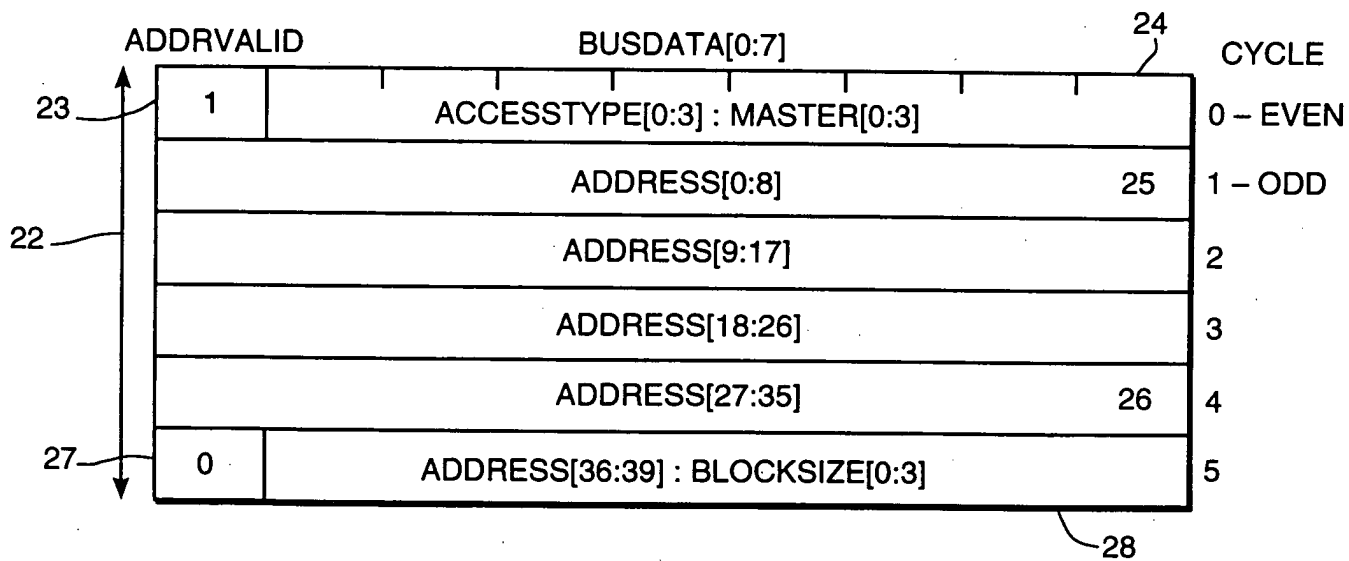 ADDRVALID BUSDATA[0:7] 24 CYCLE
23 1 ACCESSTYPE[0:3] : MASTER[0:3] 0 – EVEN
ADDRESS[0:8] 25 1 – ODD
22 ADDRESS[9:17] 2
ADDRESS[18:26] 3
ADDRESS[27:35] 26 4
27 0 ADDRESS[36:39] : BLOCKSIZE[0:3] 5
28